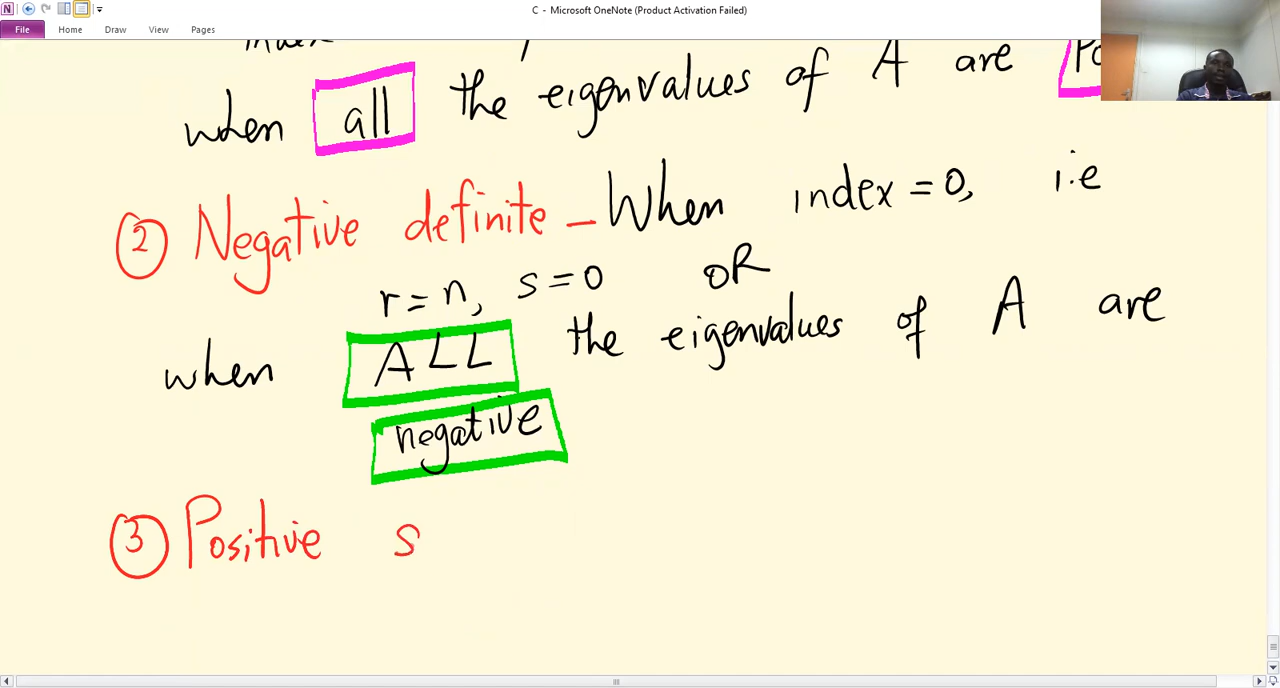 C - Microsoft OneNote (Product Activation Failed)
File Home Draw View Pages
index
when all the eigenvalues of A are
② Negative definite - When index = 0, i.e
r = n, s = 0 OR
when ALL the eigenvalues of A are
negative
③ Positive s